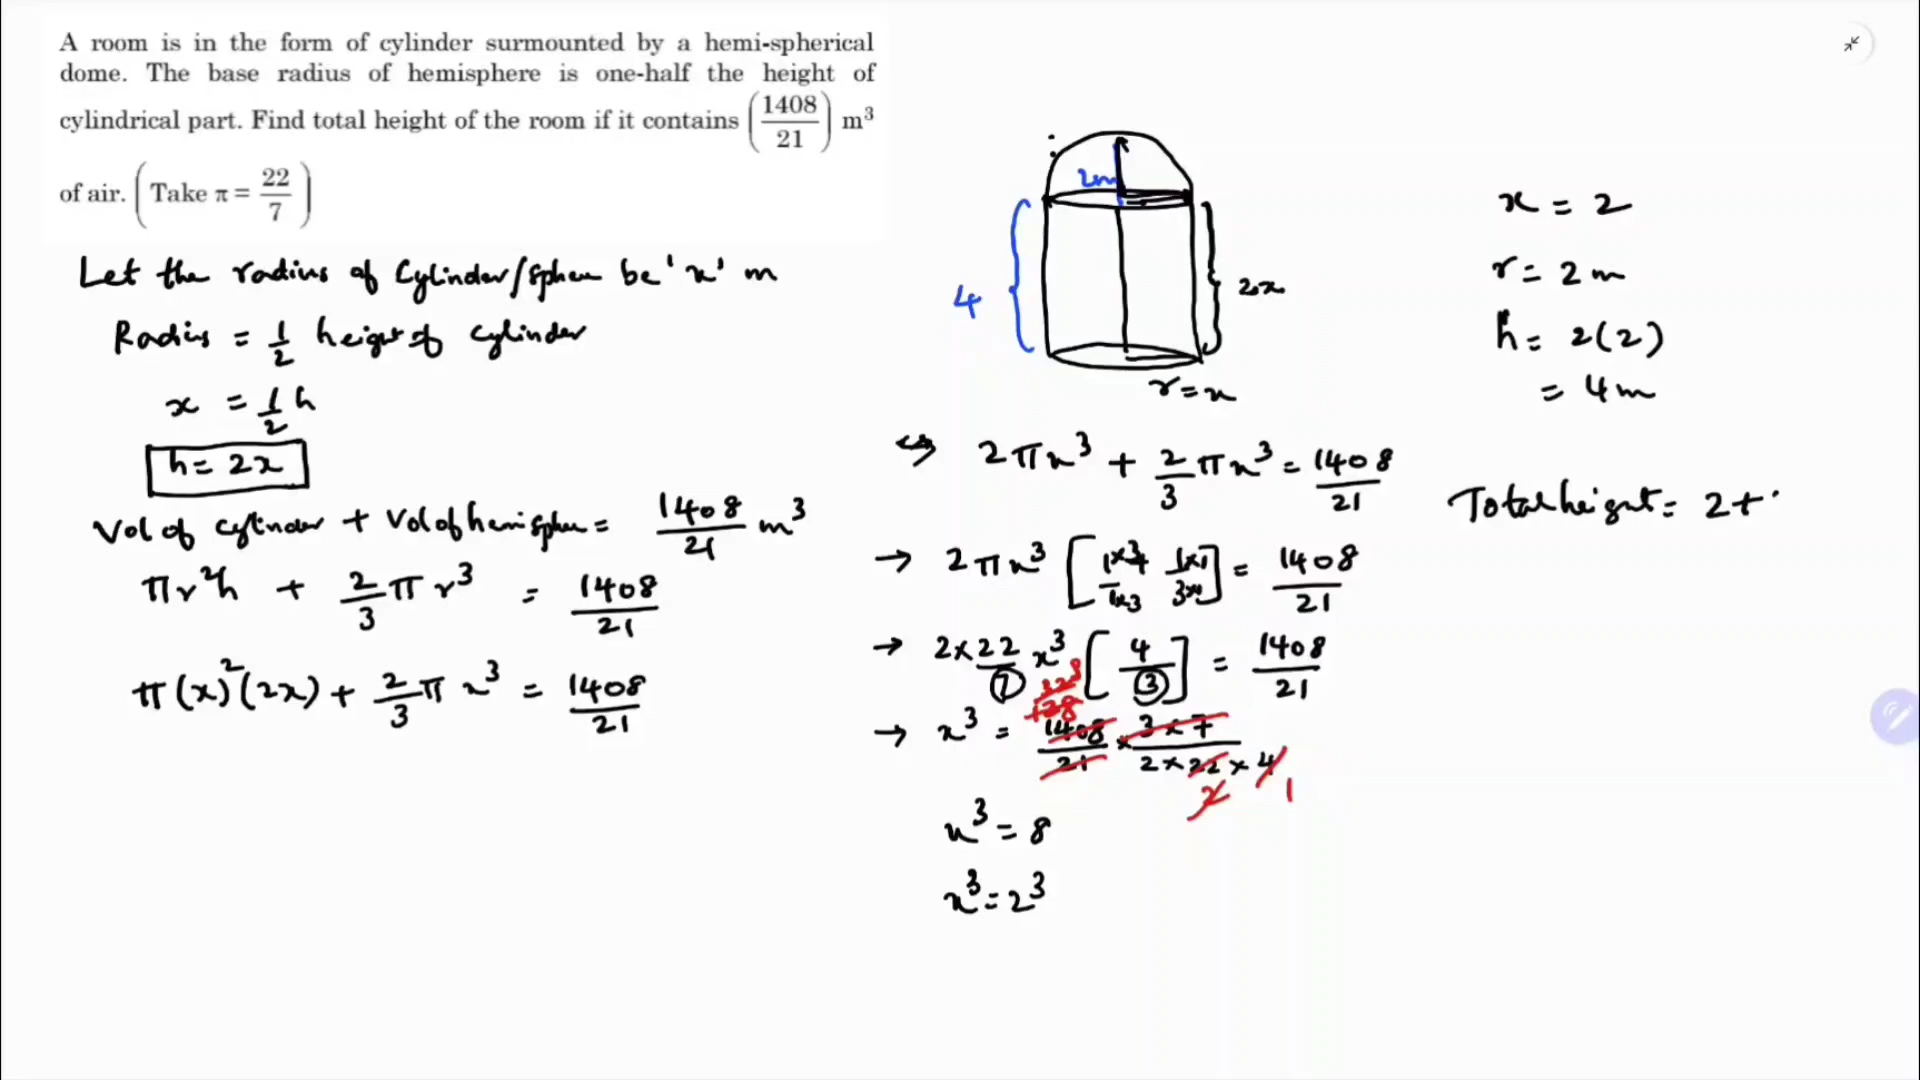 A room is in the form of cylinder surmounted by a hemi-spherical
dome. The base radius of hemisphere is one-half the height of
cylindrical part. Find total height of the room if it contains (1408/21) m³
of air. (Take π = 22/7)
Let the radius of Cylinder/Sphere be 'x' m
Radius = 1/2 height of cylinder
x = 1/2 h
h = 2x
Vol of cylinder + Vol of hemisphere = 1408/21 m³
πr²h + 2/3 πr³ = 1408/21
π(x)²(2x) + 2/3 π x³ = 1408/21
2m
4
2x
r=x
⇔ 2πx³ + 2/3 πx³ = 1408/21
→ 2πx³ [ 1×3/1×3 + 1×1/3×1 ] = 1408/21
→ 2×22/7 x³ [ 4/3 ] = 1408/21
→ x³ = 1408/21 × 3×7/2×22×4
128
1
x³ = 8
x³ = 2³
x = 2
r = 2m
h = 2(2)
= 4m
Total height = 2+